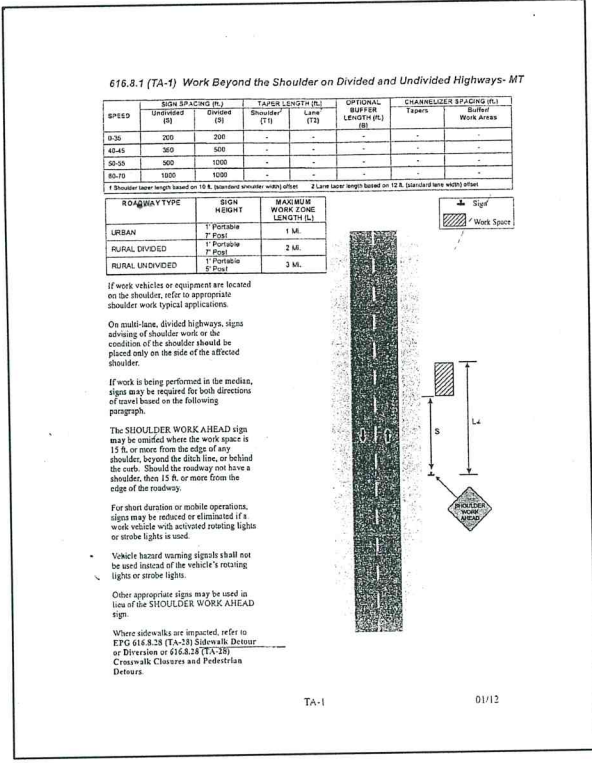 616.8.1 (TA-1) Work Beyond the Shoulder on Divided and Undivided Highways- MT
SPEED SIGN SPACING (ft.) TAPER LENGTH (ft.) OPTIONAL BUFFER LENGTH (ft.) (B) CHANNELIZER SPACING (ft.)
Undivided (S) Divided (S) Shoulder¹ (T1) Lane² (T2) Tapers Buffer/ Work Areas
0-35 200 200 - - - - -
40-45 350 500 - - - - -
50-55 500 1000 - - - - -
60-70 1000 1000 - - - - -
1 Shoulder taper length based on 10 ft. (standard shoulder width) offset 2 Lane taper length based on 12 ft. (standard lane width) offset
ROADWAY TYPE SIGN HEIGHT MAXIMUM WORK ZONE LENGTH (L)
URBAN 1' Portable 7' Post 1 Mi.
RURAL DIVIDED 1' Portable 7' Post 2 Mi.
RURAL UNDIVIDED 1' Portable 5' Post 3 Mi.
Sign
Work Space
If work vehicles or equipment are located
on the shoulder, refer to appropriate
shoulder work typical applications.
On multi-lane, divided highways, signs
advising of shoulder work or the
condition of the shoulder should be
placed only on the side of the affected
shoulder.
If work is being performed in the median,
signs may be required for both directions
of travel based on the following
paragraph.
The SHOULDER WORK AHEAD sign
may be omitted where the work space is
15 ft. or more from the edge of any
shoulder, beyond the ditch line, or behind
the curb. Should the roadway not have a
shoulder, then 15 ft. or more from the
edge of the roadway.
For short duration or mobile operations,
signs may be reduced or eliminated if a
work vehicle with activated rotating lights
or strobe lights is used.
Vehicle hazard warning signals shall not
be used instead of the vehicle's rotating
lights or strobe lights.
Other appropriate signs may be used in
lieu of the SHOULDER WORK AHEAD
sign.
Where sidewalks are impacted, refer to
EPG 616.8.28 (TA-28) Sidewalk Detour
or Diversion or 616.8.28 (TA-28)
Crosswalk Closures and Pedestrian
Detours.
S
L
SHOULDER
WORK
AHEAD
TA-1
01/12